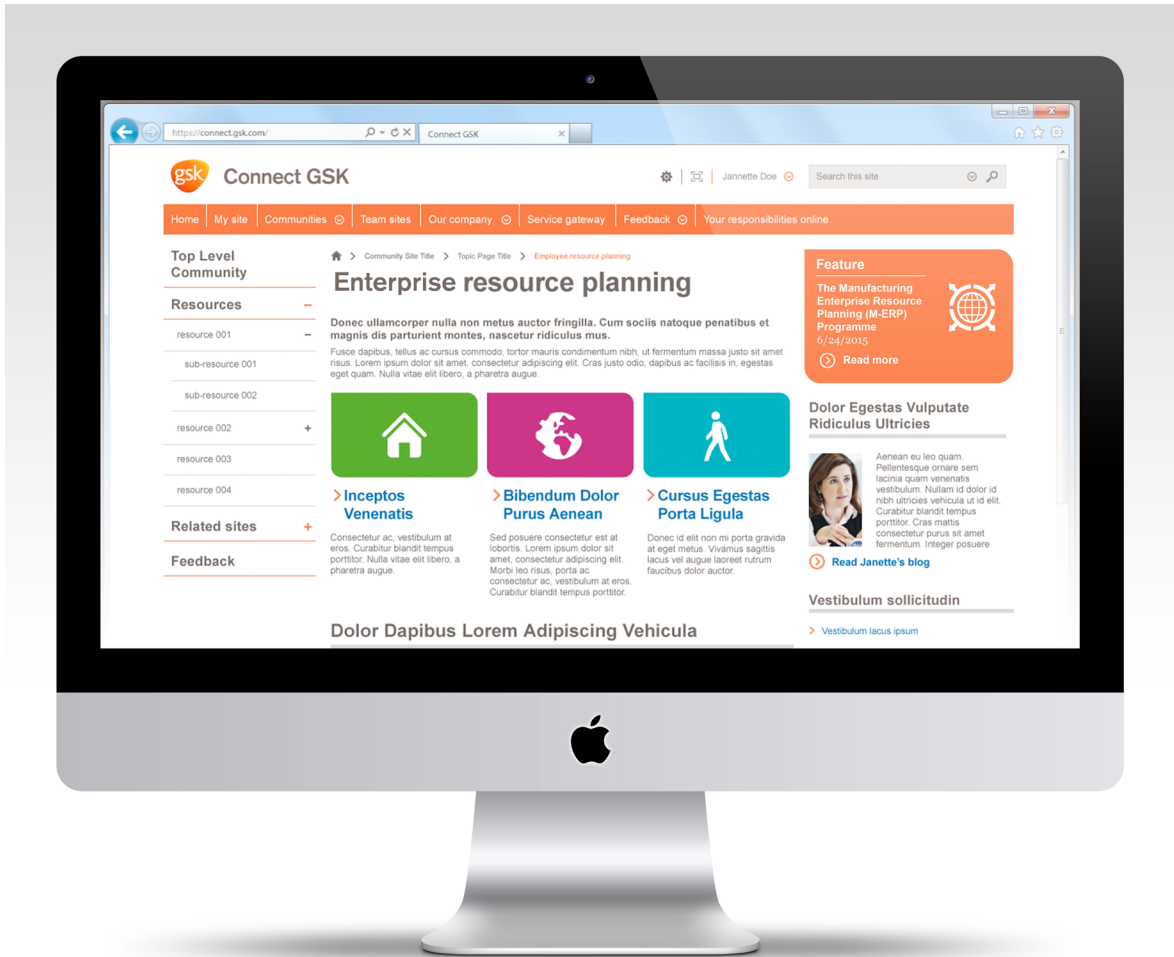 https://connect.gsk.com/
Connect GSK
gsk
Connect GSK
Jannette Doe
Search this site
Home
My site
Communities
Team sites
Our company
Service gateway
Feedback
Your responsibilities online
Top Level
Community
Resources
resource 001
sub-resource 001
sub-resource 002
resource 002
resource 003
resource 004
Related sites
Feedback
Community Site Title > Topic Page Title > Employee resource planning
Enterprise resource planning
Donec ullamcorper nulla non metus auctor fringilla. Cum sociis natoque penatibus et
magnis dis parturient montes, nascetur ridiculus mus.
Fusce dapibus, tellus ac cursus commodo, tortor mauris condimentum nibh, ut fermentum massa justo sit amet
risus. Lorem ipsum dolor sit amet, consectetur adipiscing elit. Cras justo odio, dapibus ac facilisis in, egestas
eget quam. Nulla vitae elit libero, a pharetra augue.
Inceptos
Venenatis
Consectetur ac, vestibulum at
eros. Curabitur blandit tempus
porttitor. Nulla vitae elit libero, a
pharetra augue.
Bibendum Dolor
Purus Aenean
Sed posuere consectetur est at
lobortis. Lorem ipsum dolor sit
amet, consectetur adipiscing elit.
Morbi leo risus, porta ac
consectetur ac, vestibulum at eros.
Curabitur blandit tempus porttitor.
Cursus Egestas
Porta Ligula
Donec id elit non mi porta gravida
at eget metus. Vivamus sagittis
lacus vel augue laoreet rutrum
faucibus dolor auctor.
Dolor Dapibus Lorem Adipiscing Vehicula
Feature
The Manufacturing
Enterprise Resource
Planning (M-ERP)
Programme
6/24/2015
Read more
Dolor Egestas Vulputate
Ridiculus Ultricies
Aenean eu leo quam.
Pellentesque ornare sem
lacinia quam venenatis
vestibulum. Nullam id dolor id
nibh ultricies vehicula ut id elit.
Curabitur blandit tempus
porttitor. Cras mattis
consectetur purus sit amet
fermentum. Integer posuere
Read Janette's blog
Vestibulum sollicitudin
Vestibulum lacus ipsum